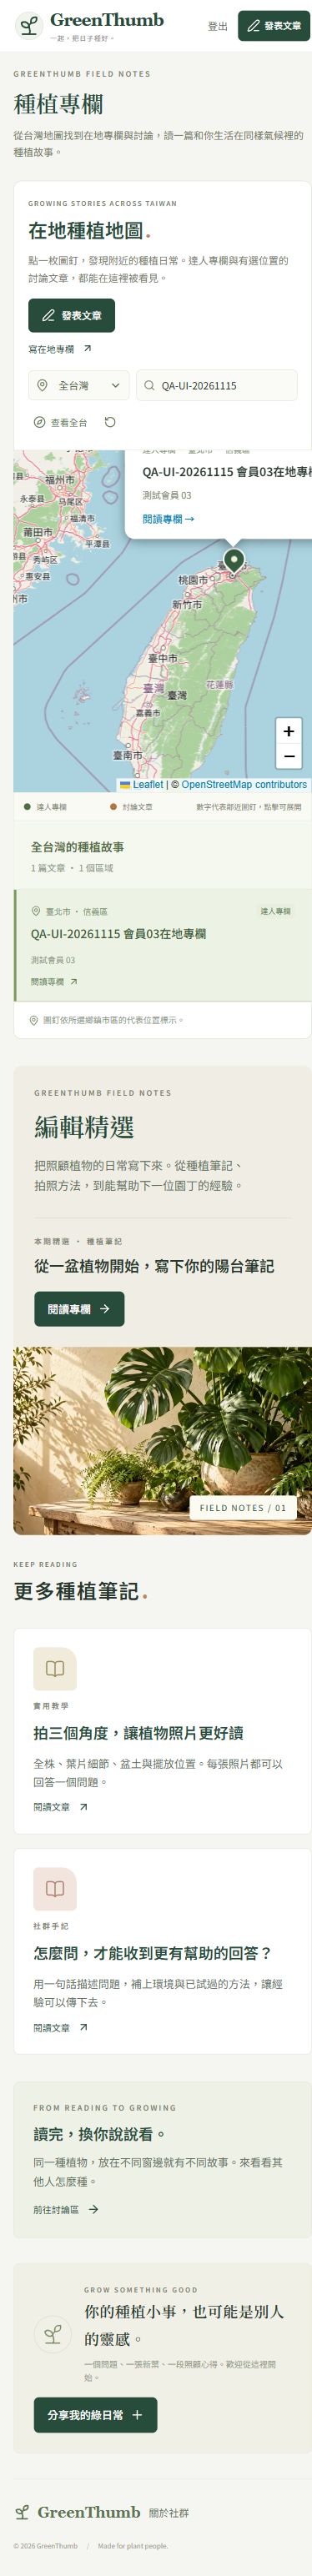 GreenThumb
一起，把日子種好。
登出
發表文章
GREENTHUMB FIELD NOTES
種植專欄
從台灣地圖找到在地專欄與討論，讀一篇和你生活在同樣氣候裡的
種植故事。
GROWING STORIES ACROSS TAIWAN
在地種植地圖.
點一枚圖釘，發現附近的種植日常。達人專欄與有選位置的
討論文章，都能在這裡被看見。
發表文章
寫在地專欄
全台灣
QA-UI-20261115
查看全台
達人專欄 臺北市 · 信義區
QA-UI-20261115 會員03在地專欄
測試會員 03
閱讀專欄 →
福州市
永泰县
马尾区
福清市
平潭县
莆田市
秀屿区
惠安县
州市
桃園市
新竹市
臺中市
臺灣
臺灣
花蓮縣
嘉義市
臺南市
+
−
Leaflet | © OpenStreetMap contributors
達人專欄
討論文章
數字代表鄰近圖釘，點擊可展開
全台灣的種植故事
1 篇文章 · 1 個區域
臺北市 · 信義區
達人專欄
QA-UI-20261115 會員03在地專欄
測試會員 03
閱讀專欄
圖釘依所選鄉鎮市區的代表位置標示。
GREENTHUMB FIELD NOTES
編輯精選
把照顧植物的日常寫下來。從種植筆記、
拍照方法，到能幫助下一位園丁的經驗。
本期精選 · 種植筆記
從一盆植物開始，寫下你的陽台筆記
閱讀專欄
FIELD NOTES / 01
KEEP READING
更多種植筆記.
實用教學
拍三個角度，讓植物照片更好讀
全株、葉片細節、盆土與擺放位置。每張照片都可以
回答一個問題。
閱讀文章
社群手記
怎麼問，才能收到更有幫助的回答？
用一句話描述問題，補上環境與已試過的方法，讓經
驗可以傳下去。
閱讀文章
FROM READING TO GROWING
讀完，換你說說看。
同一種植物，放在不同窗邊就有不同故事。來看看其
他人怎麼種。
前往討論區
GROW SOMETHING GOOD
你的種植小事，也可能是別人
的靈感。
一個問題、一張新葉、一段照顧心得。歡迎從這裡開
始。
分享我的綠日常
GreenThumb
關於社群
© 2026 GreenThumb / Made for plant people.